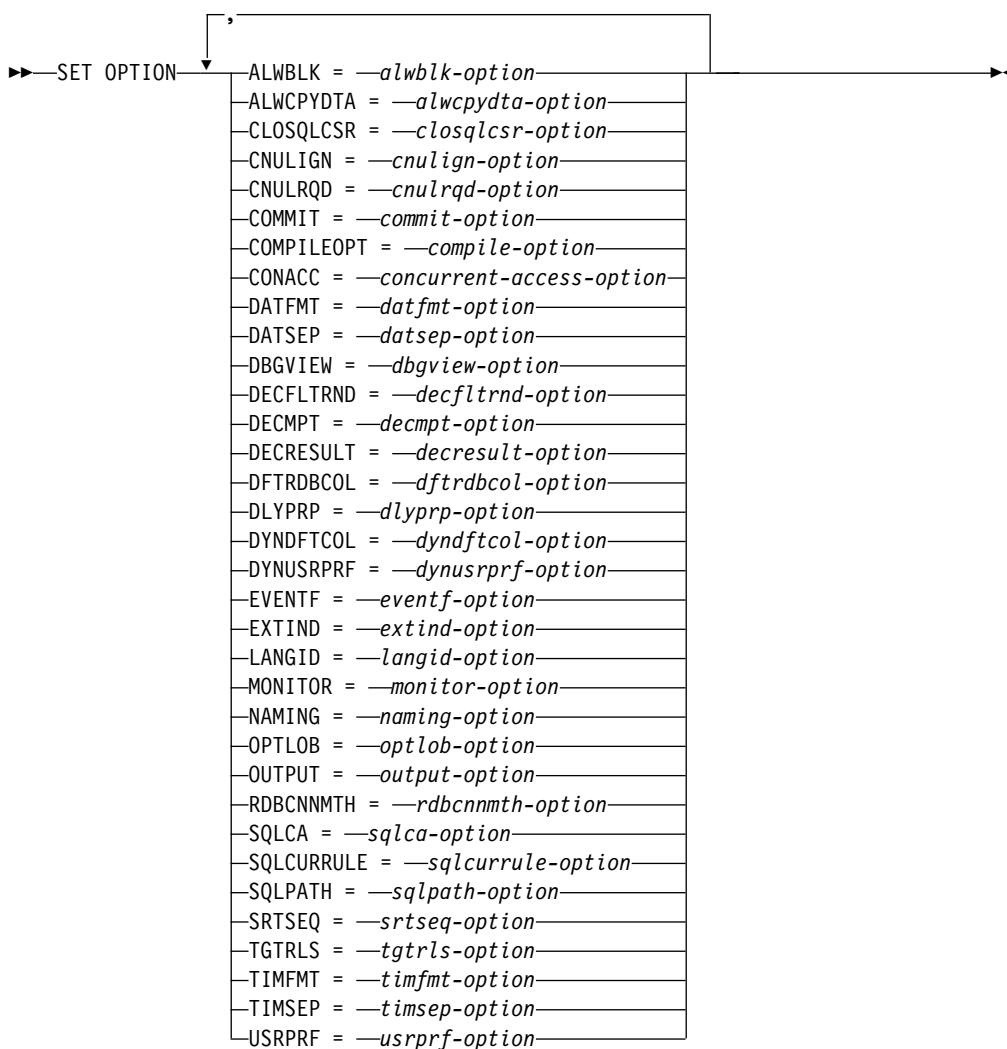 ,
SET OPTION ALWBLK = alwblk-option
ALWCPYDTA = alwcpydta-option
CLOSQLCSR = closqlcsr-option
CNULIGN = cnulign-option
CNULRQD = cnulrqd-option
COMMIT = commit-option
COMPILEOPT = compile-option
CONACC = concurrent-access-option
DATFMT = datfmt-option
DATSEP = datsep-option
DBGVIEW = dbgview-option
DECFLTRND = decfltrnd-option
DECMPT = decmpt-option
DECRESULT = decresult-option
DFTRDBCOL = dftrdbcol-option
DLYPRP = dlyprp-option
DYNDFTCOL = dyndftcol-option
DYNUSRPRF = dynusrprf-option
EVENTF = eventf-option
EXTIND = extind-option
LANGID = langid-option
MONITOR = monitor-option
NAMING = naming-option
OPTLOB = optlob-option
OUTPUT = output-option
RDBCNNMTH = rdbcnnmth-option
SQLCA = sqlca-option
SQLCURRULE = sqlcurrule-option
SQLPATH = sqlpath-option
SRTSEQ = srtseq-option
TGTRLS = tgtrls-option
TIMFMT = timfmt-option
TIMSEP = timsep-option
USRPRF = usrprf-option